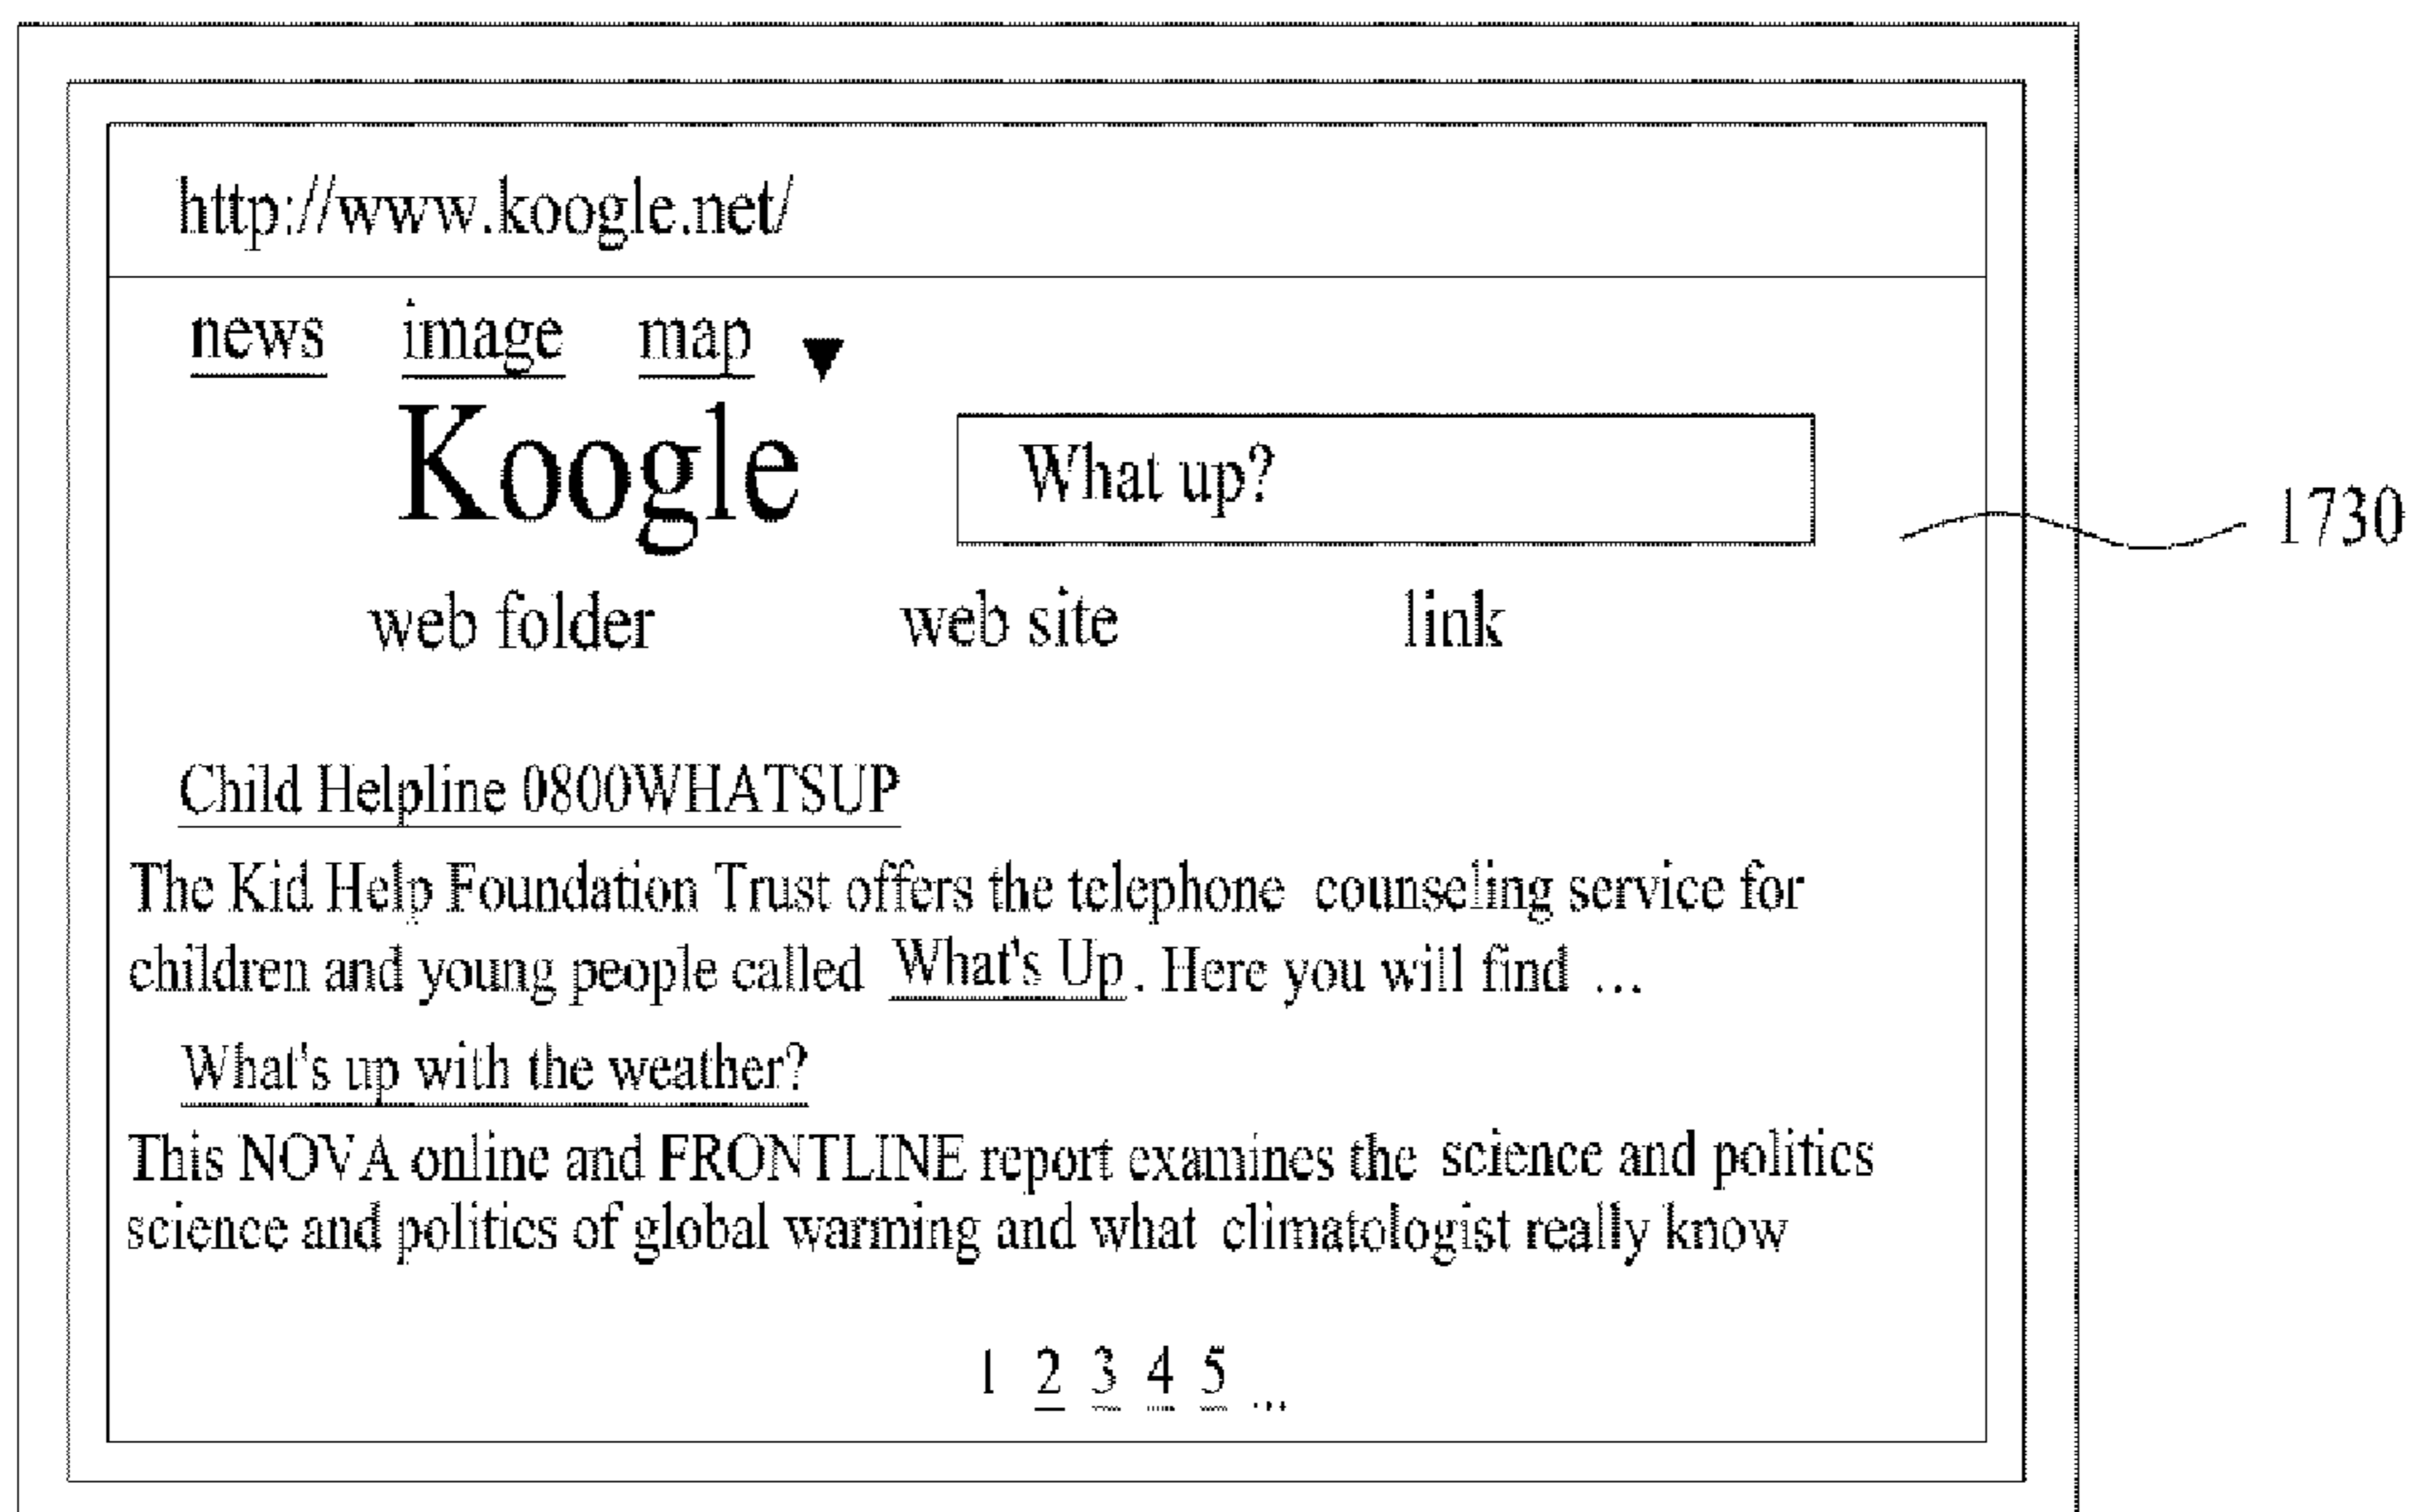 http://www.koogle.net/
news image map ▼
Koogle What up?
1730
web folder web site link
Child Helpline 0800WHATSUP
The Kid Help Foundation Trust offers the telephone counseling service for
children and young people called What's Up. Here you will find ...
What's up with the weather?
This NOVA online and FRONTLINE report examines the science and politics
science and politics of global warming and what climatologist really know
1 2 3 4 5 ...